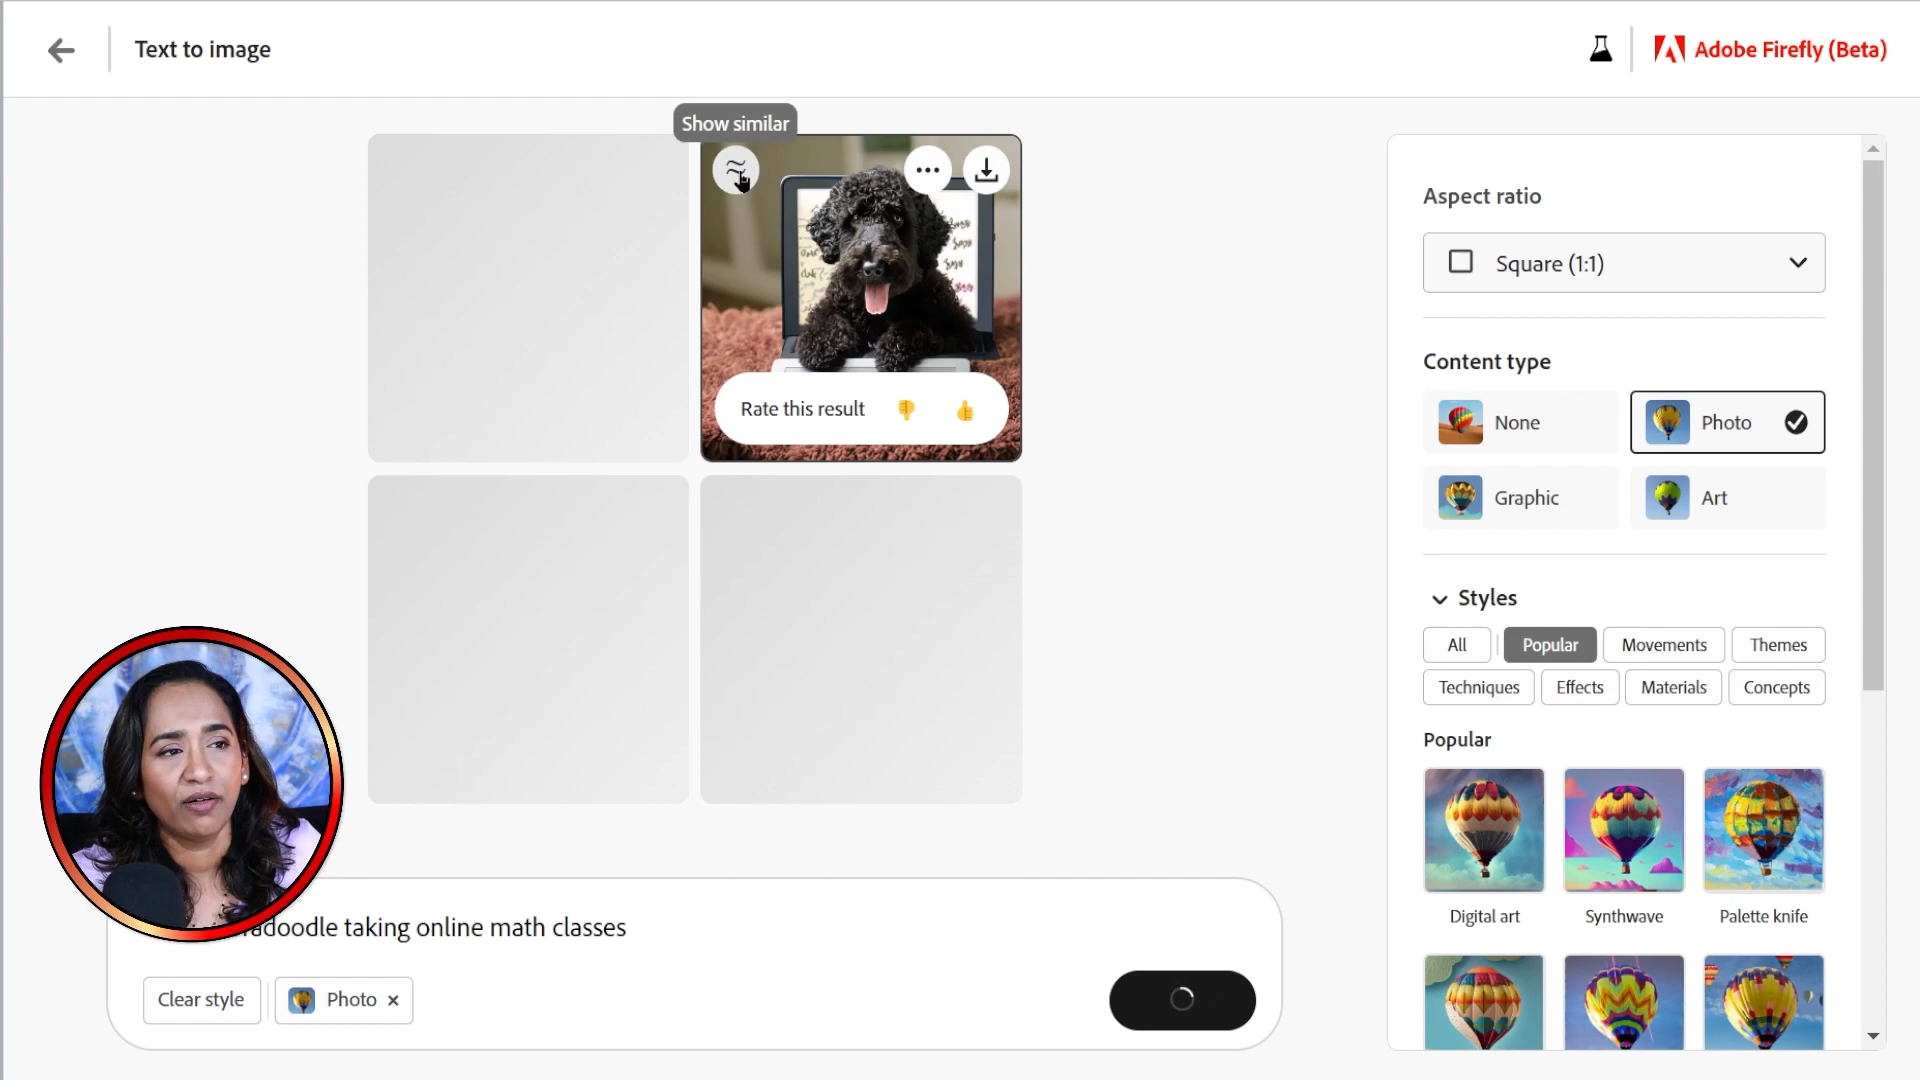 Text to image
Adobe Firefly (Beta)
Show similar
Rate this result
adoodle taking online math classes
Clear style
Photo
Aspect ratio
Square (1:1)
Content type
None
Photo
Graphic
Art
Styles
All
Popular
Movements
Themes
Techniques
Effects
Materials
Concepts
Popular
Digital art
Synthwave
Palette knife